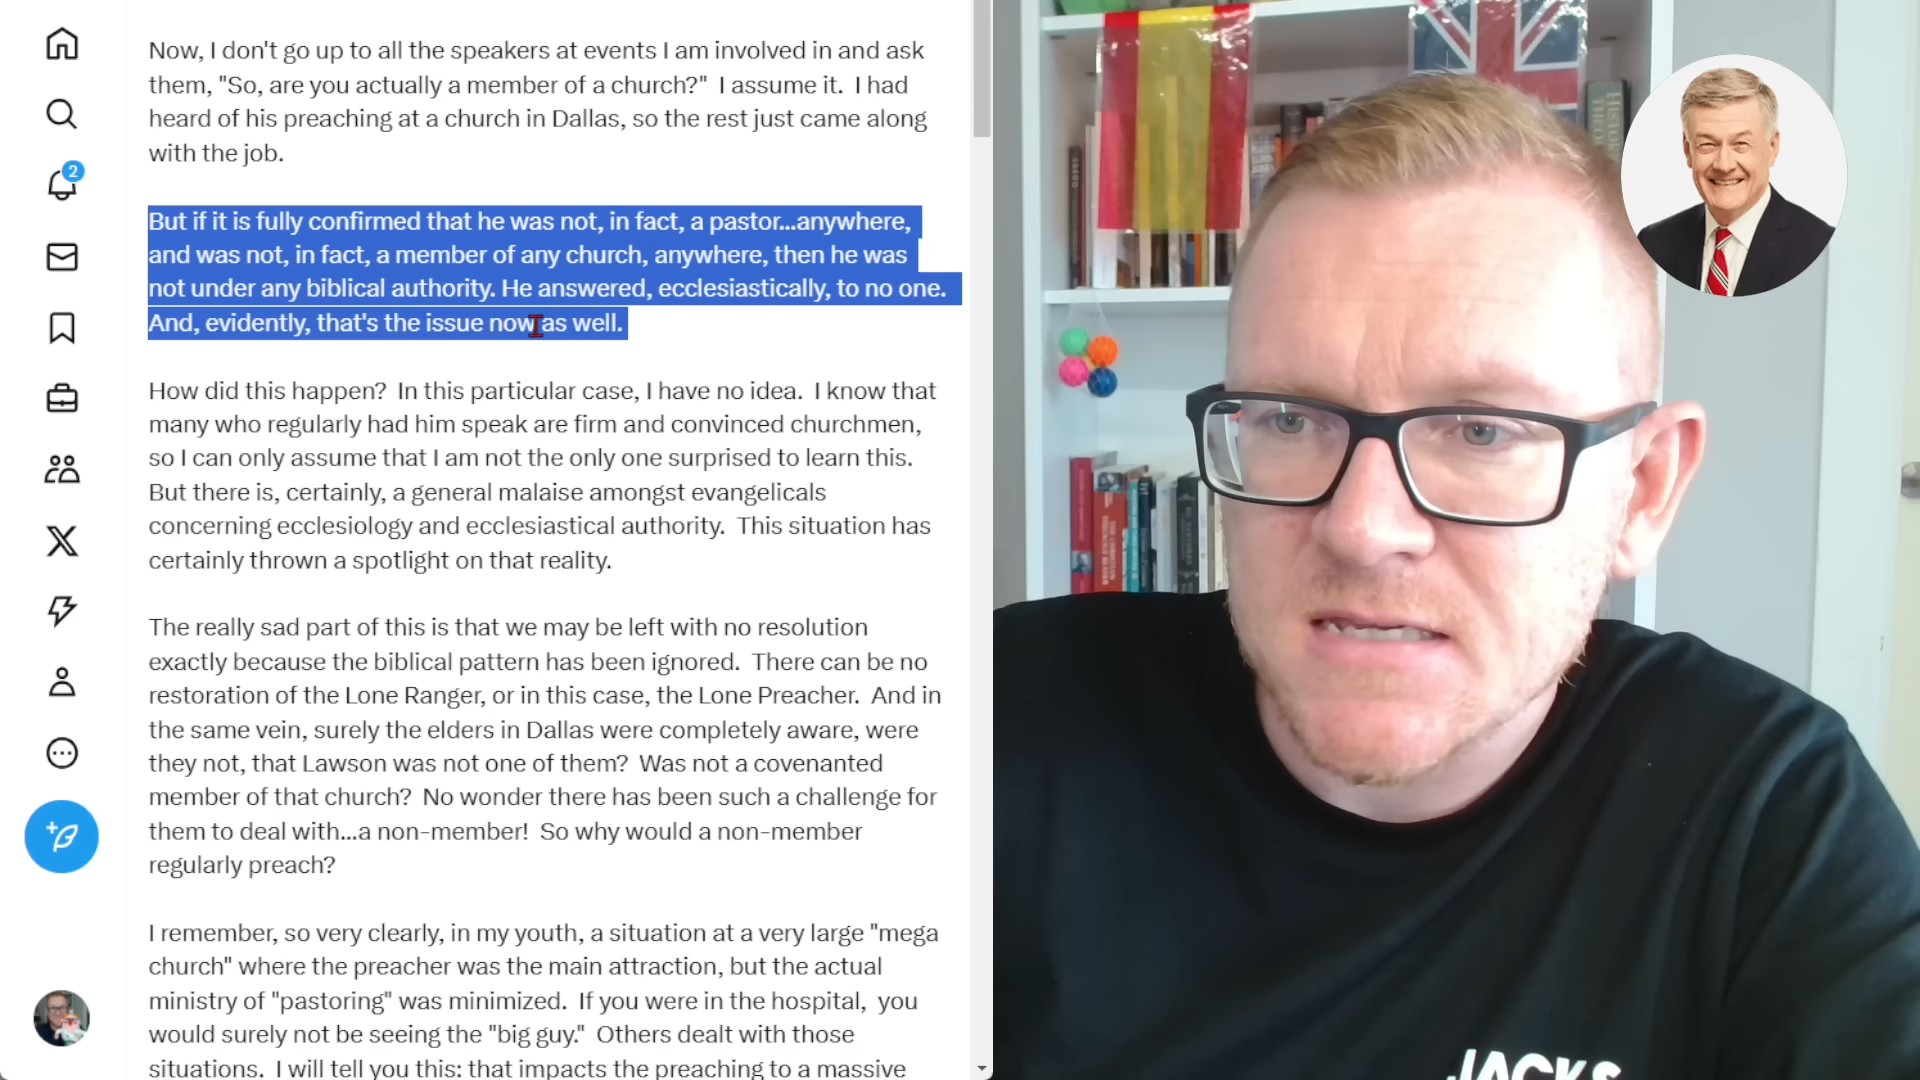 Now, I don't go up to all the speakers at events I am involved in and ask
them, "So, are you actually a member of a church?"  I assume it.  I had
heard of his preaching at a church in Dallas, so the rest just came along
with the job.
But if it is fully confirmed that he was not, in fact, a pastor...anywhere,
and was not, in fact, a member of any church, anywhere, then he was
not under any biblical authority. He answered, ecclesiastically, to no one.
And, evidently, that's the issue now as well.
How did this happen?  In this particular case, I have no idea.  I know that
many who regularly had him speak are firm and convinced churchmen,
so I can only assume that I am not the only one surprised to learn this.
But there is, certainly, a general malaise amongst evangelicals
concerning ecclesiology and ecclesiastical authority.  This situation has
certainly thrown a spotlight on that reality.
The really sad part of this is that we may be left with no resolution
exactly because the biblical pattern has been ignored.  There can be no
restoration of the Lone Ranger, or in this case, the Lone Preacher.  And in
the same vein, surely the elders in Dallas were completely aware, were
they not, that Lawson was not one of them?  Was not a covenanted
member of that church?  No wonder there has been such a challenge for
them to deal with...a non-member!  So why would a non-member
regularly preach?
I remember, so very clearly, in my youth, a situation at a very large "mega
church" where the preacher was the main attraction, but the actual
ministry of "pastoring" was minimized.  If you were in the hospital,  you
would surely not be seeing the "big guy."  Others dealt with those
situations.  I will tell you this: that impacts the preaching to a massive
2
JACKS